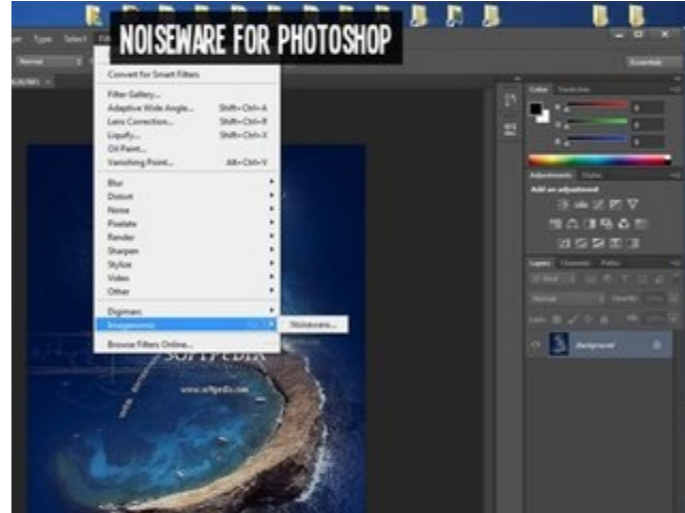 NOISEWARE FOR PHOTOSHOP
Type Select
Normal
Essentials
Convert for Smart Filters
Filter Gallery...
Adaptive Wide Angle... Shift+Ctrl+A
Lens Correction... Shift+Ctrl+R
Liquify... Shift+Ctrl+X
Oil Paint...
Vanishing Point... Alt+Ctrl+V
Blur
Distort
Noise
Pixelate
Render
Sharpen
Stylize
Video
Other
Digimarc
Imagenomic
Noiseware...
Browse Filters Online...
SOFTPEDIA
www.softpedia.com
Color Swatches
Adjustments Styles
Add an adjustment
Layers Channels Paths
Normal
Background